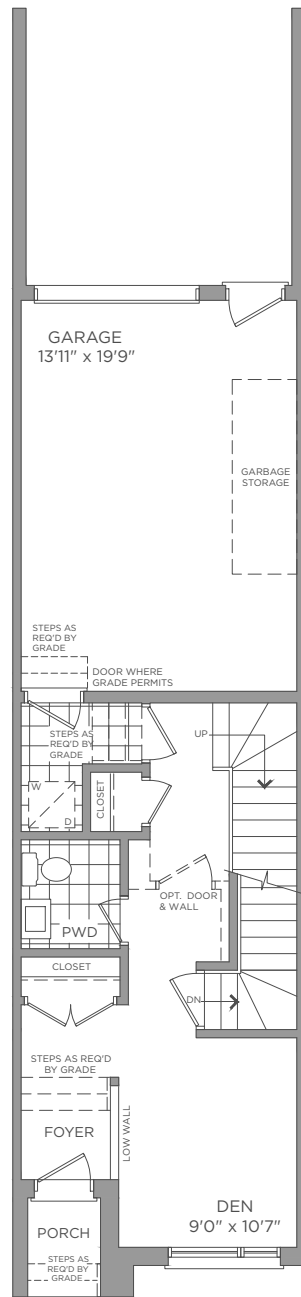 GARAGE
13'11" x 19'9"
GARBAGE
STORAGE
STEPS AS
REQ'D BY
GRADE
DOOR WHERE
GRADE PERMITS
STEPS AS
REQ'D BY
GRADE
UP
W
D
CLOSET
OPT. DOOR
& WALL
PWD
CLOSET
DN
STEPS AS REQ'D
BY GRADE
FOYER
LOW WALL
DEN
9'0" x 10'7"
PORCH
STEPS AS
REQ'D BY
GRADE